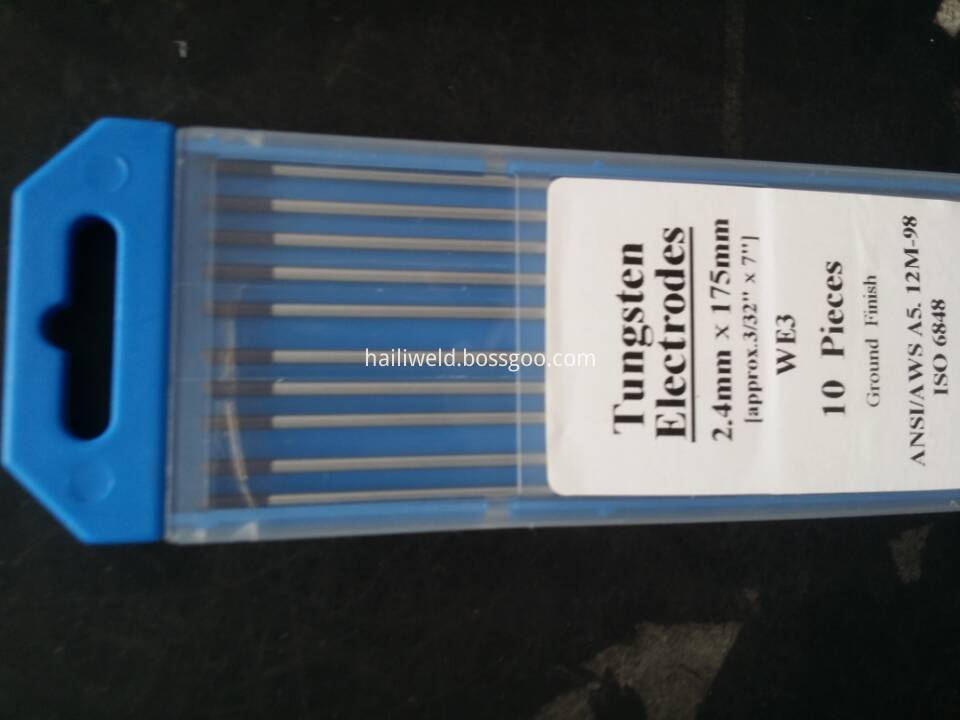 Tungsten
Electrodes
2.4mm x 175mm
[approx.3/32" x 7"]
WE3
10 Pieces
Ground Finish
ANSI/AWS A5. 12M-98
ISO 6848
hailiweld.bossgoo.com